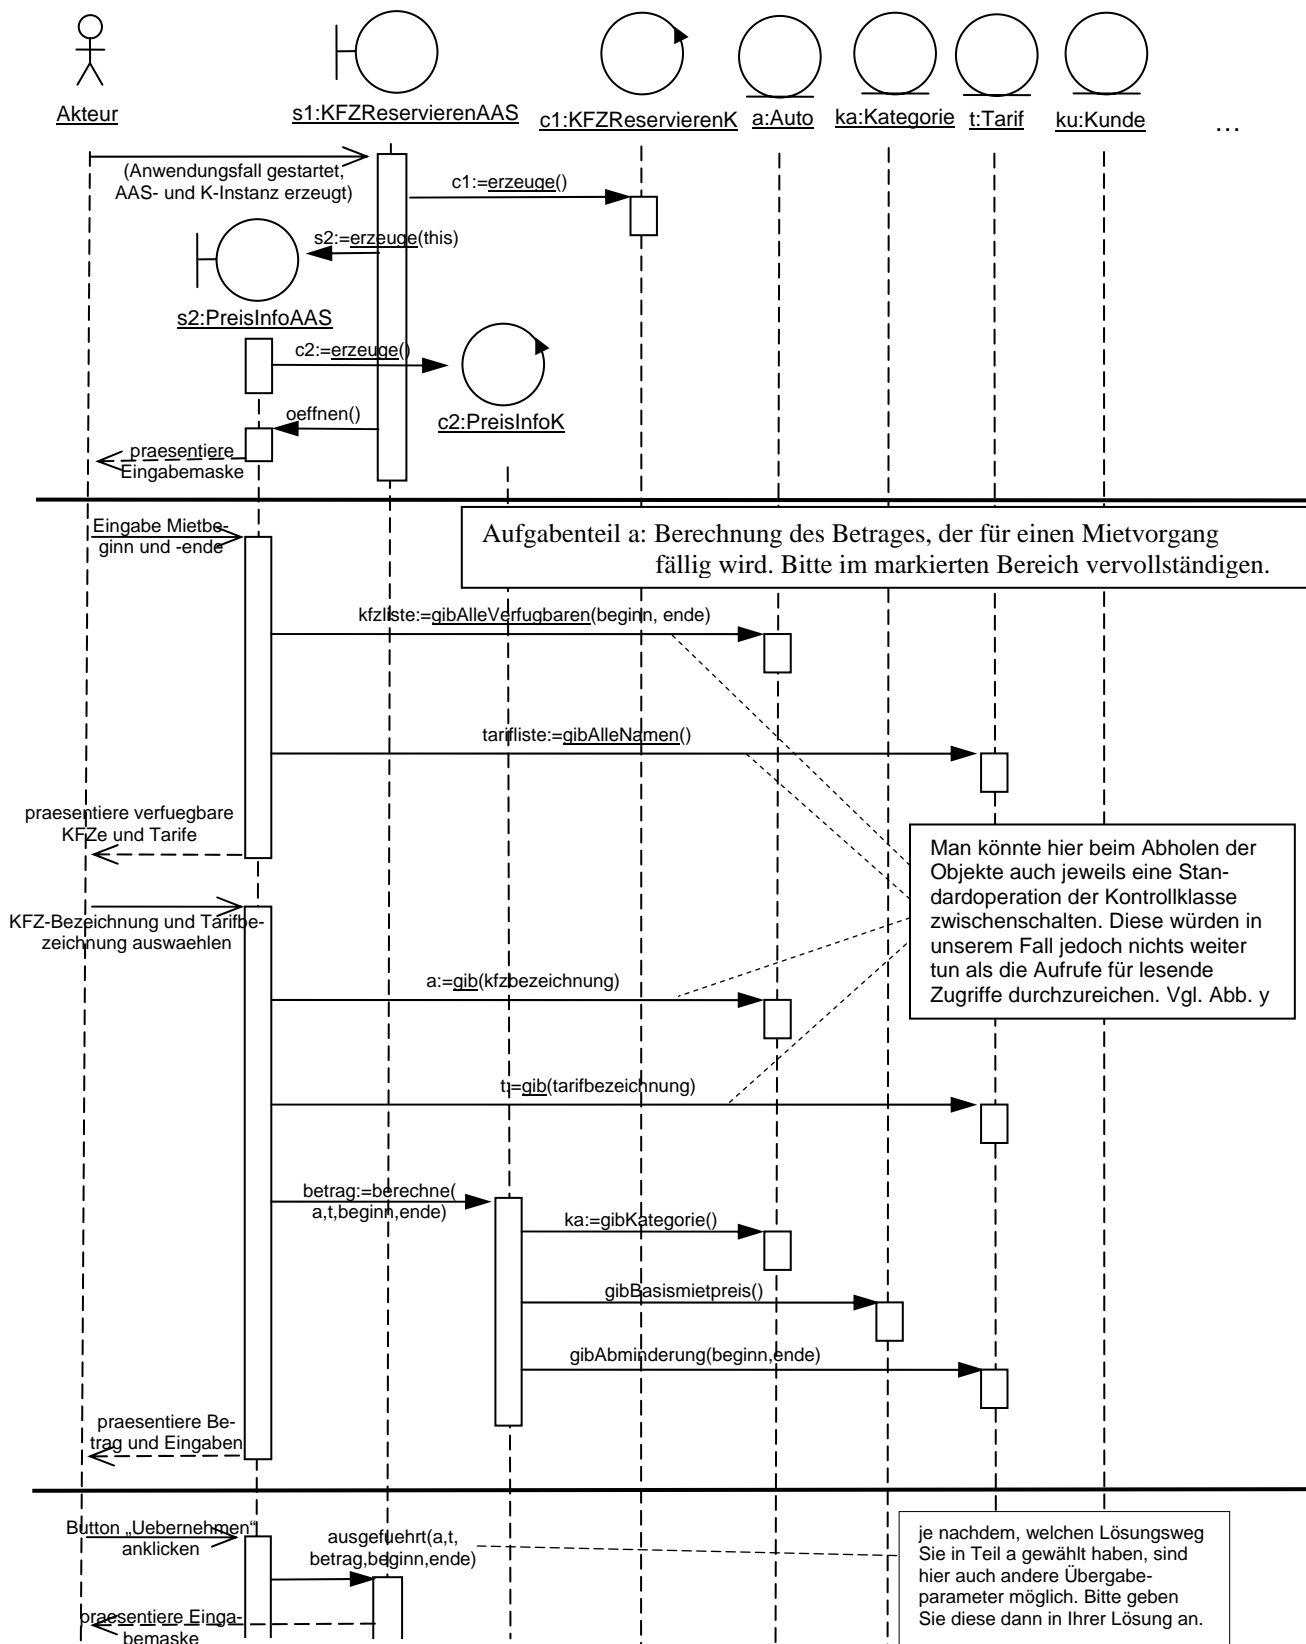 Akteur
s1:KFZReservierenAAS
c1:KFZReservierenK
a:Auto
ka:Kategorie
t:Tarif
ku:Kunde
...
(Anwendungsfall gestartet,
AAS- und K-Instanz erzeugt)
c1:=erzeuge()
s2:=erzeuge(this)
s2:PreisInfoAAS
c2:=erzeuge()
c2:PreisInfoK
oeffnen()
praesentiere
Eingabemaske
Eingabe Mietbe-
ginn und -ende
Aufgabenteil a: Berechnung des Betrages, der für einen Mietvorgang
fällig wird. Bitte im markierten Bereich vervollständigen.
kfzliste:=gibAlleVerfugbaren(beginn, ende)
tarifliste:=gibAlleNamen()
praesentiere verfuegbare
KFZe und Tarife
Man könnte hier beim Abholen der
Objekte auch jeweils eine Stan-
dardoperation der Kontrollklasse
zwischenschalten. Diese würden in
unserem Fall jedoch nichts weiter
tun als die Aufrufe für lesende
Zugriffe durchzureichen. Vgl. Abb. y
KFZ-Bezeichnung und Tarifbe-
zeichnung auswaehlen
a:=gib(kfzbezeichnung)
t:=gib(tarifbezeichnung)
betrag:=berechne(
a,t,beginn,ende)
ka:=gibKategorie()
gibBasismietpreis()
gibAbminderung(beginn,ende)
praesentiere Be-
trag und Eingaben
Button „Uebernehmen“
anklicken
ausgefuehrt(a,t,
betrag,beginn,ende)
je nachdem, welchen Lösungsweg
Sie in Teil a gewählt haben, sind
hier auch andere Übergabe-
parameter möglich. Bitte geben
Sie diese dann in Ihrer Lösung an.
praesentiere Einga-
bemaske